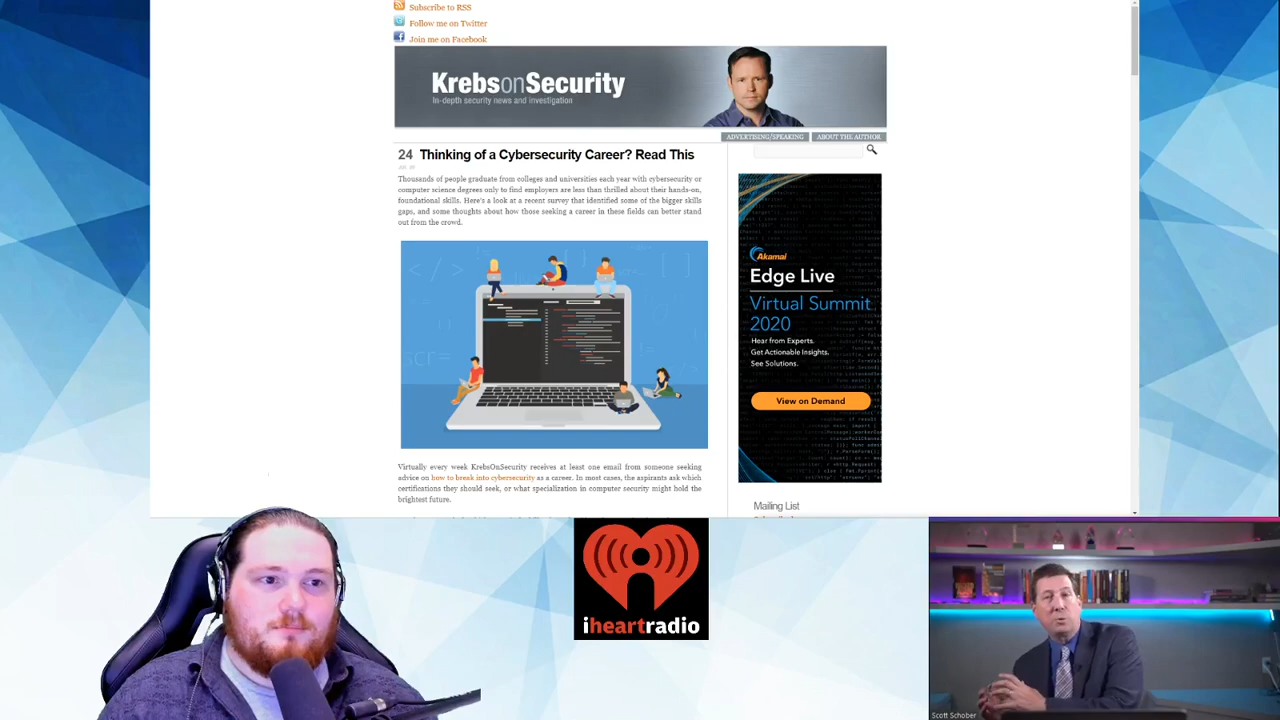 Subscribe to RSS
Follow me on Twitter
Join me on Facebook
KrebsonSecurity
In-depth security news and investigation
ADVERTISING/SPEAKING
ABOUT THE AUTHOR
24 Thinking of a Cybersecurity Career? Read This
Thousands of people graduate from colleges and universities each year with cybersecurity or
computer science degrees only to find employers are less than thrilled about their hands-on,
foundational skills. Here's a look at a recent survey that identified some of the bigger skills
gaps, and some thoughts about how those seeking a career in these fields can better stand
out from the crowd.
Virtually every week KrebsOnSecurity receives at least one email from someone seeking
advice on how to break into cybersecurity as a career. In most cases, the aspirants ask which
certifications they should seek, or what specialization in computer security might hold the
brightest future.
Akamai
Edge Live
Virtual Summit
2020
Hear from Experts.
Get Actionable Insights.
See Solutions.
View on Demand
Mailing List
iheartradio
Scott Schober